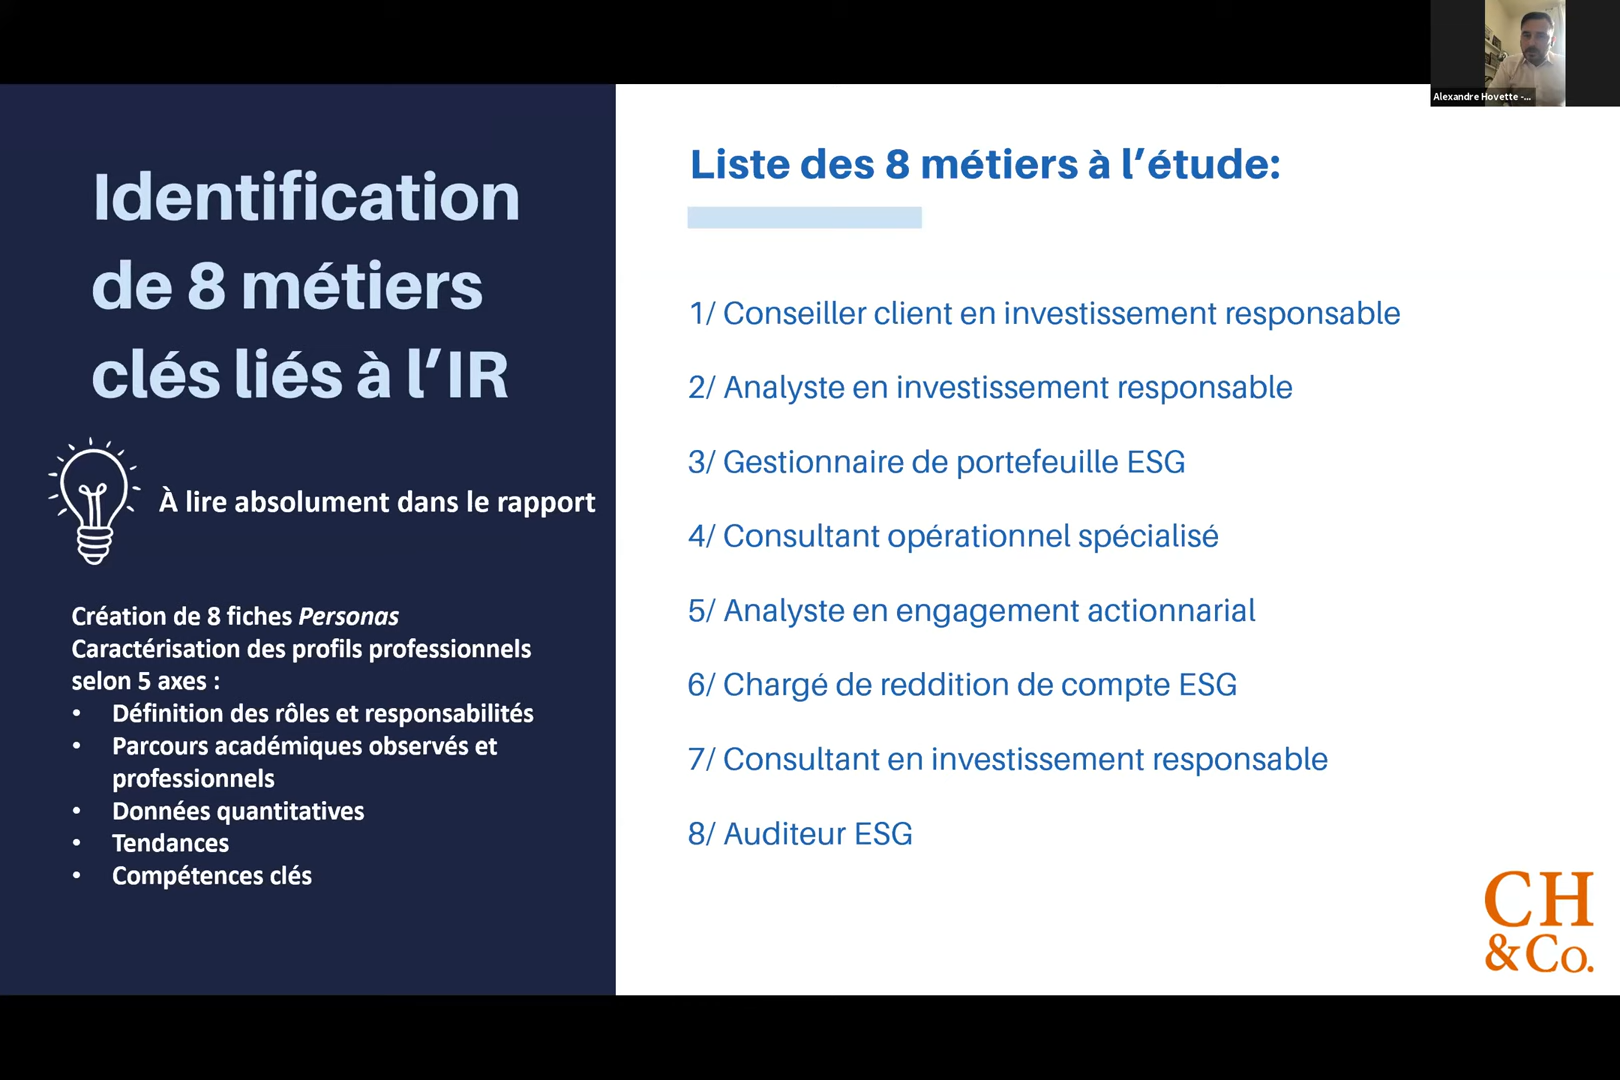 Alexandre Hovette -...
Identification
de 8 métiers
clés liés à l’IR
À lire absolument dans le rapport
Création de 8 fiches Personas
Caractérisation des profils professionnels
selon 5 axes :
• Définition des rôles et responsabilités
• Parcours académiques observés et
professionnels
• Données quantitatives
• Tendances
• Compétences clés
Liste des 8 métiers à l’étude:
1/ Conseiller client en investissement responsable
2/ Analyste en investissement responsable
3/ Gestionnaire de portefeuille ESG
4/ Consultant opérationnel spécialisé
5/ Analyste en engagement actionnarial
6/ Chargé de reddition de compte ESG
7/ Consultant en investissement responsable
8/ Auditeur ESG
CH
&Co.